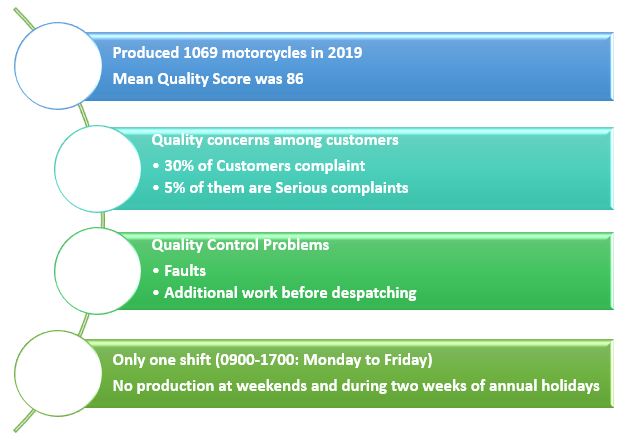 Produced 1069 motorcycles in 2019
Mean Quality Score was 86
Quality concerns among customers
• 30% of Customers complaint
• 5% of them are Serious complaints
Quality Control Problems
• Faults
• Additional work before despatching
Only one shift (0900-1700: Monday to Friday)
No production at weekends and during two weeks of annual holidays